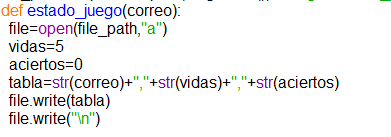 def estado_juego(correo):
file=open(file_path,"a")
vidas=5
aciertos=0
tabla=str(correo)+","+str(vidas)+","+str(aciertos)
file.write(tabla)
file.write("\n")